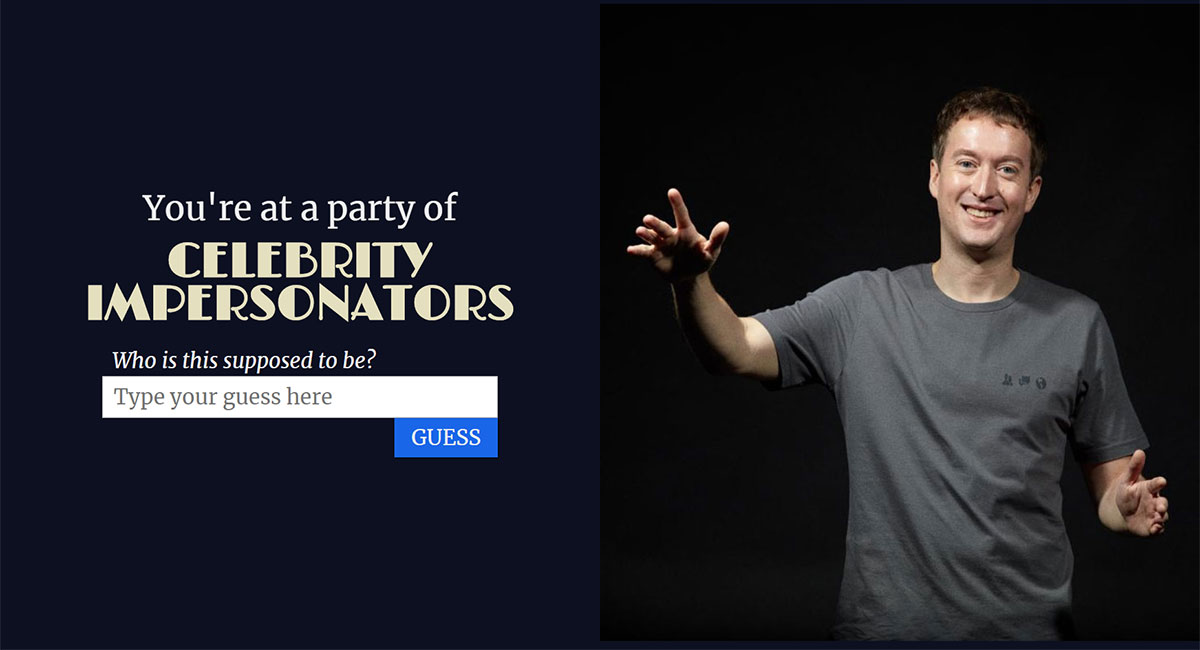 You're at a party of
CELEBRITY
IMPERSONATORS
Who is this supposed to be?
Type your guess here
GUESS